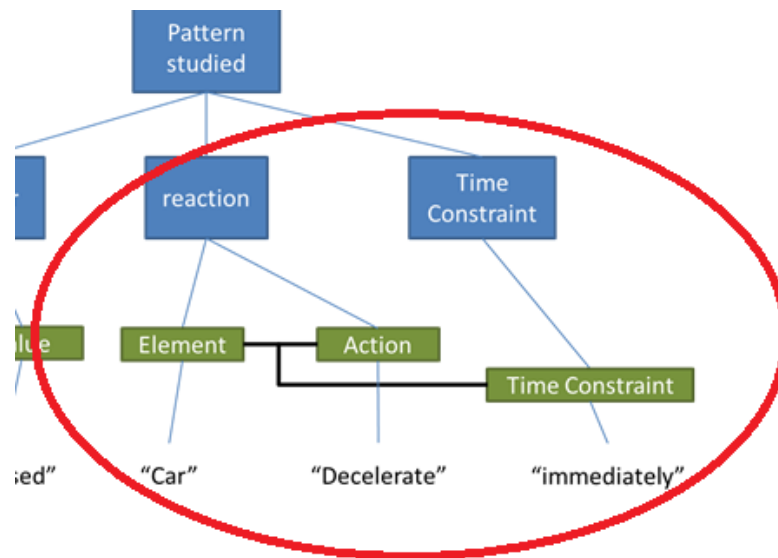 Pattern
studied
reaction
Time
Constraint
Element
Action
Time Constraint
"Car"
"Decelerate"
"immediately"